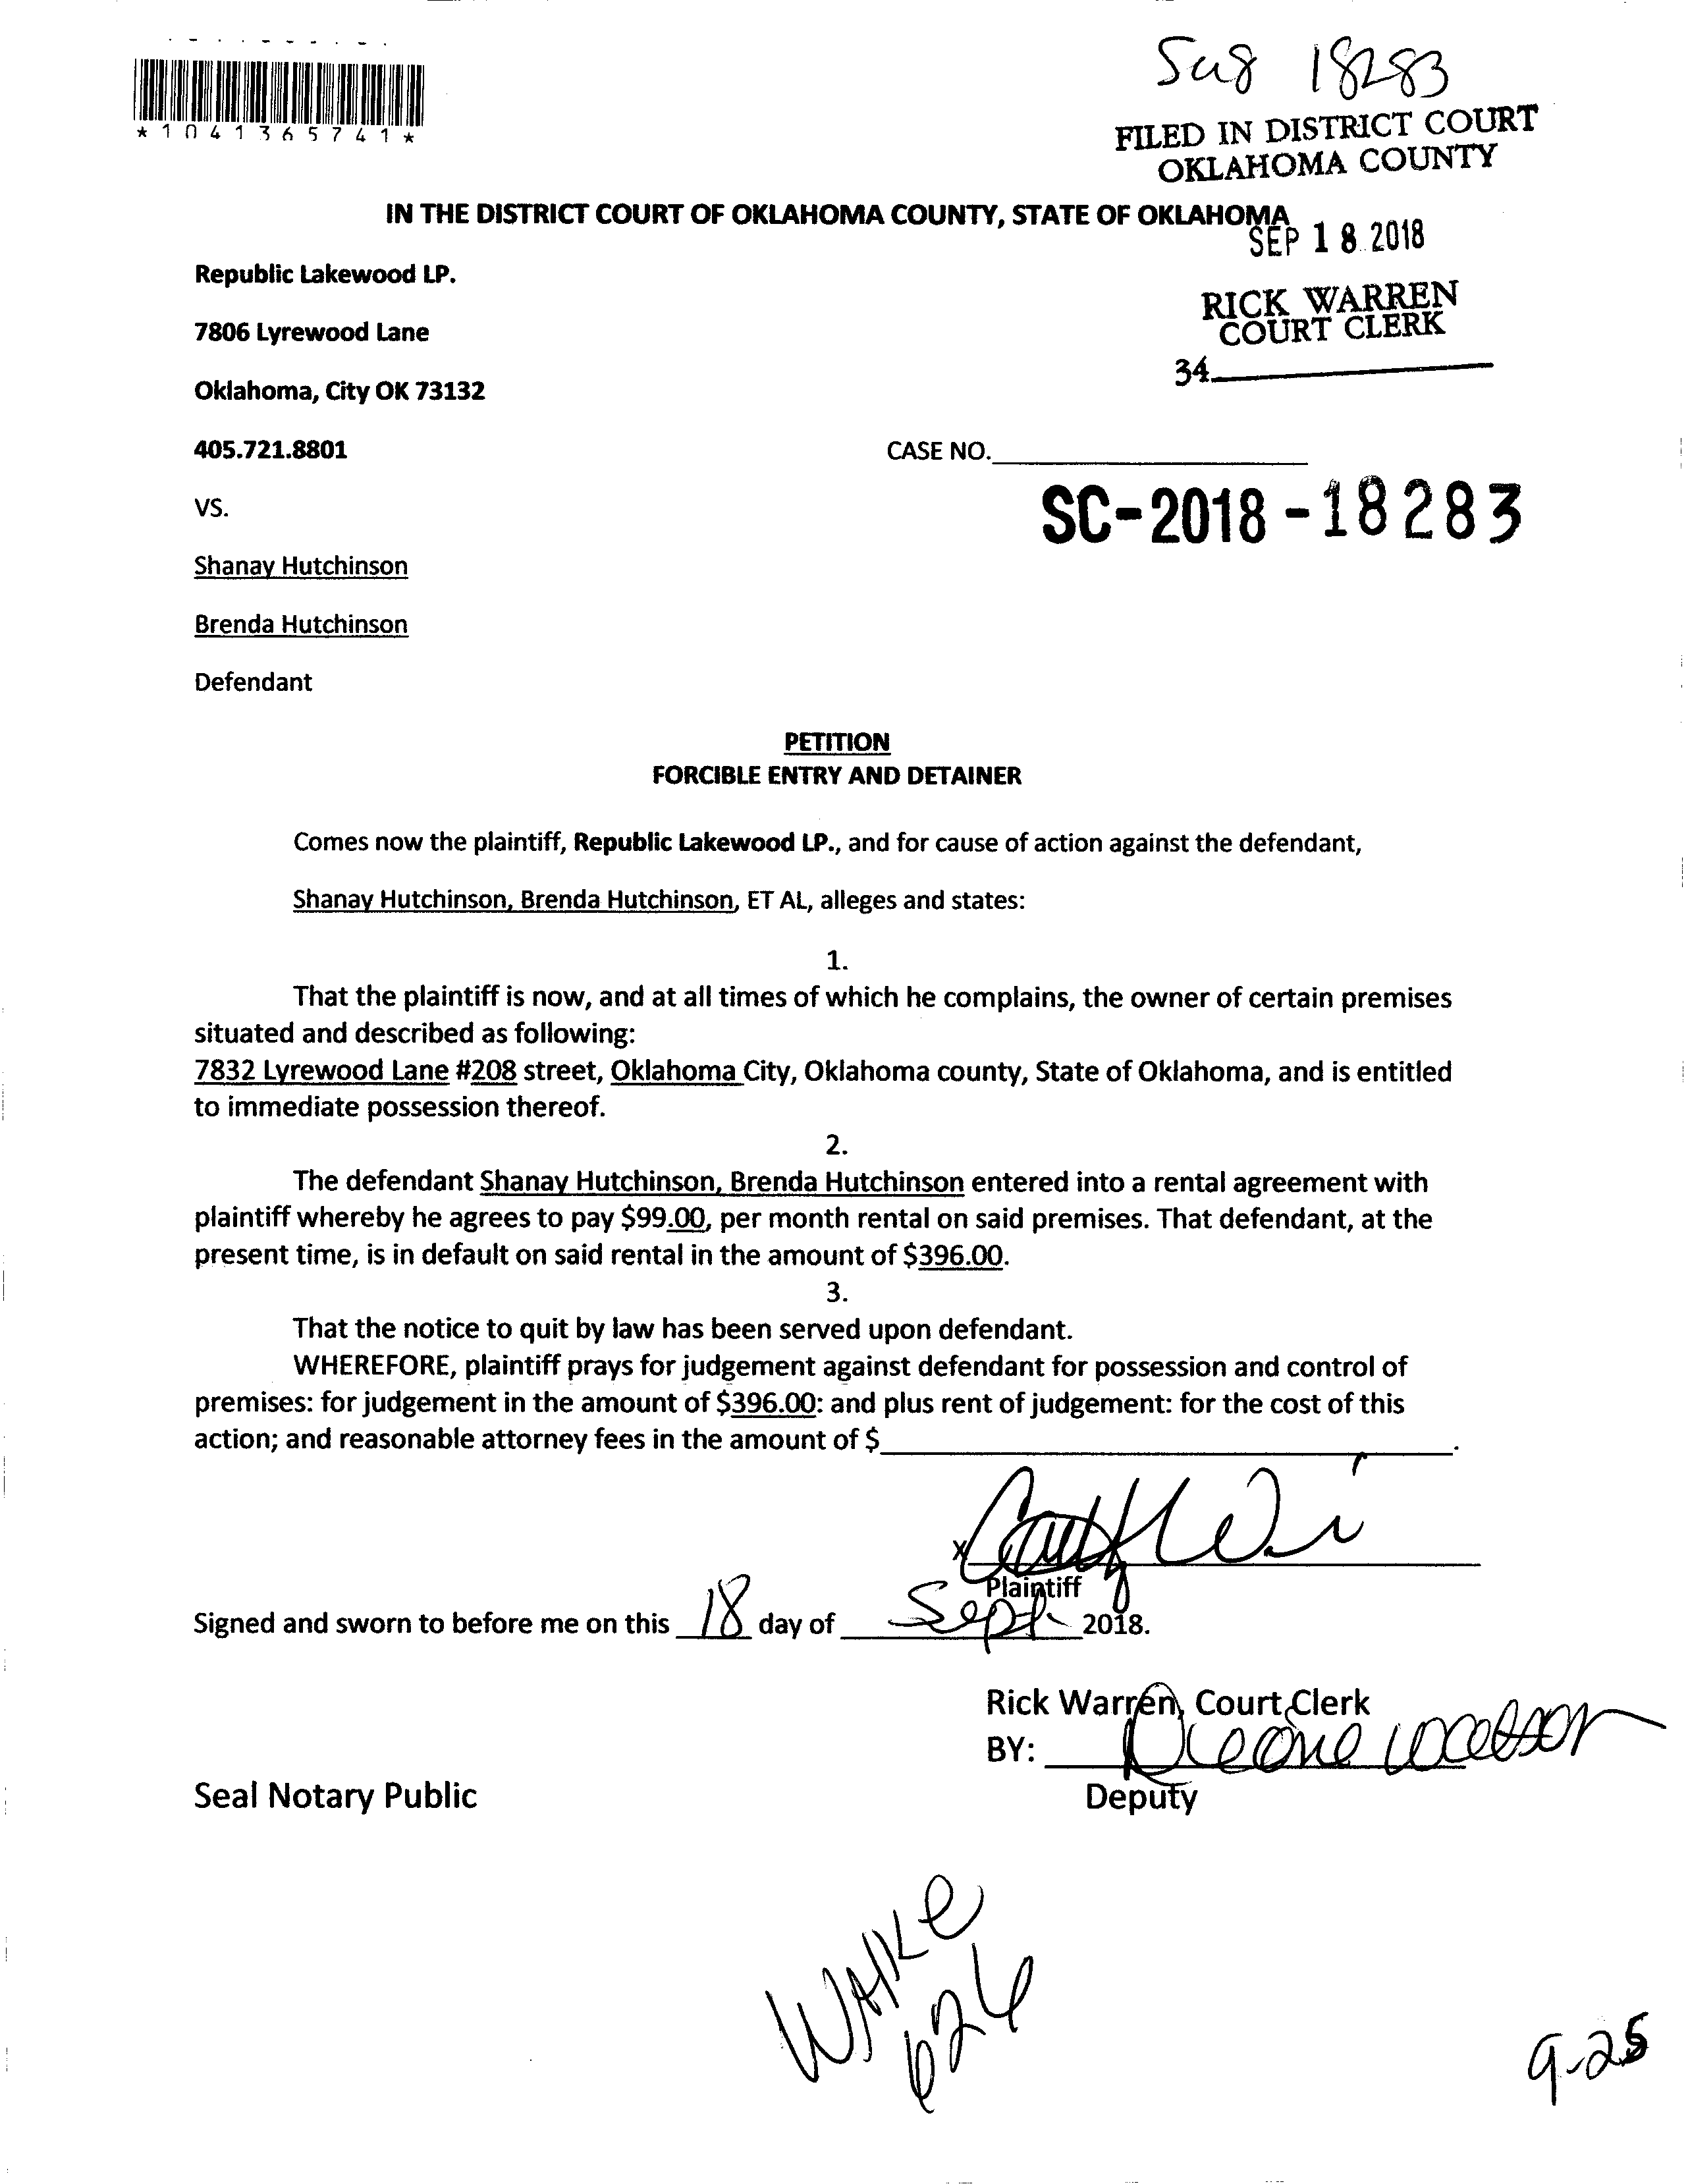 18283
FILED IN DISTRICT COURT
OKLAHOMA COUNTY
*1041365741*
IN THE DISTRICT COURT OF OKLAHOMA COUNTY, STATE OF OKLAHOMA
SEP 18 2018
Republic Lakewood LP.
RICK WARREN
COURT CLERK
7806 Lyrewood Lane
34
Oklahoma, City OK 73132
405.721.8801
CASE NO.
SC-2018-18283
VS.
Shanay Hutchinson
Brenda Hutchinson
Defendant
PETITION
FORCIBLE ENTRY AND DETAINER
Comes now the plaintiff, Republic Lakewood LP., and for cause of action against the defendant,
Shanay Hutchinson, Brenda Hutchinson, ET AL, alleges and states:
1.
That the plaintiff is now, and at all times of which he complains, the owner of certain premises
situated and described as following:
7832 Lyrewood Lane #208 street, Oklahoma City, Oklahoma county, State of Oklahoma, and is entitled
to immediate possession thereof.
2.
The defendant Shanay Hutchinson, Brenda Hutchinson entered into a rental agreement with
plaintiff whereby he agrees to pay $99.00, per month rental on said premises. That defendant, at the
present time, is in default on said rental in the amount of $396.00.
3.
That the notice to quit by law has been served upon defendant.
WHEREFORE, plaintiff prays for judgement against defendant for possession and control of
premises: for judgement in the amount of $396.00: and plus rent of judgement: for the cost of this
action; and reasonable attorney fees in the amount of $ .
x
Plaintiff
Signed and sworn to before me on this 18 day of Sept 2018.
Rick Warren, Court Clerk
BY:
Seal Notary Public
Deputy
626
9-25